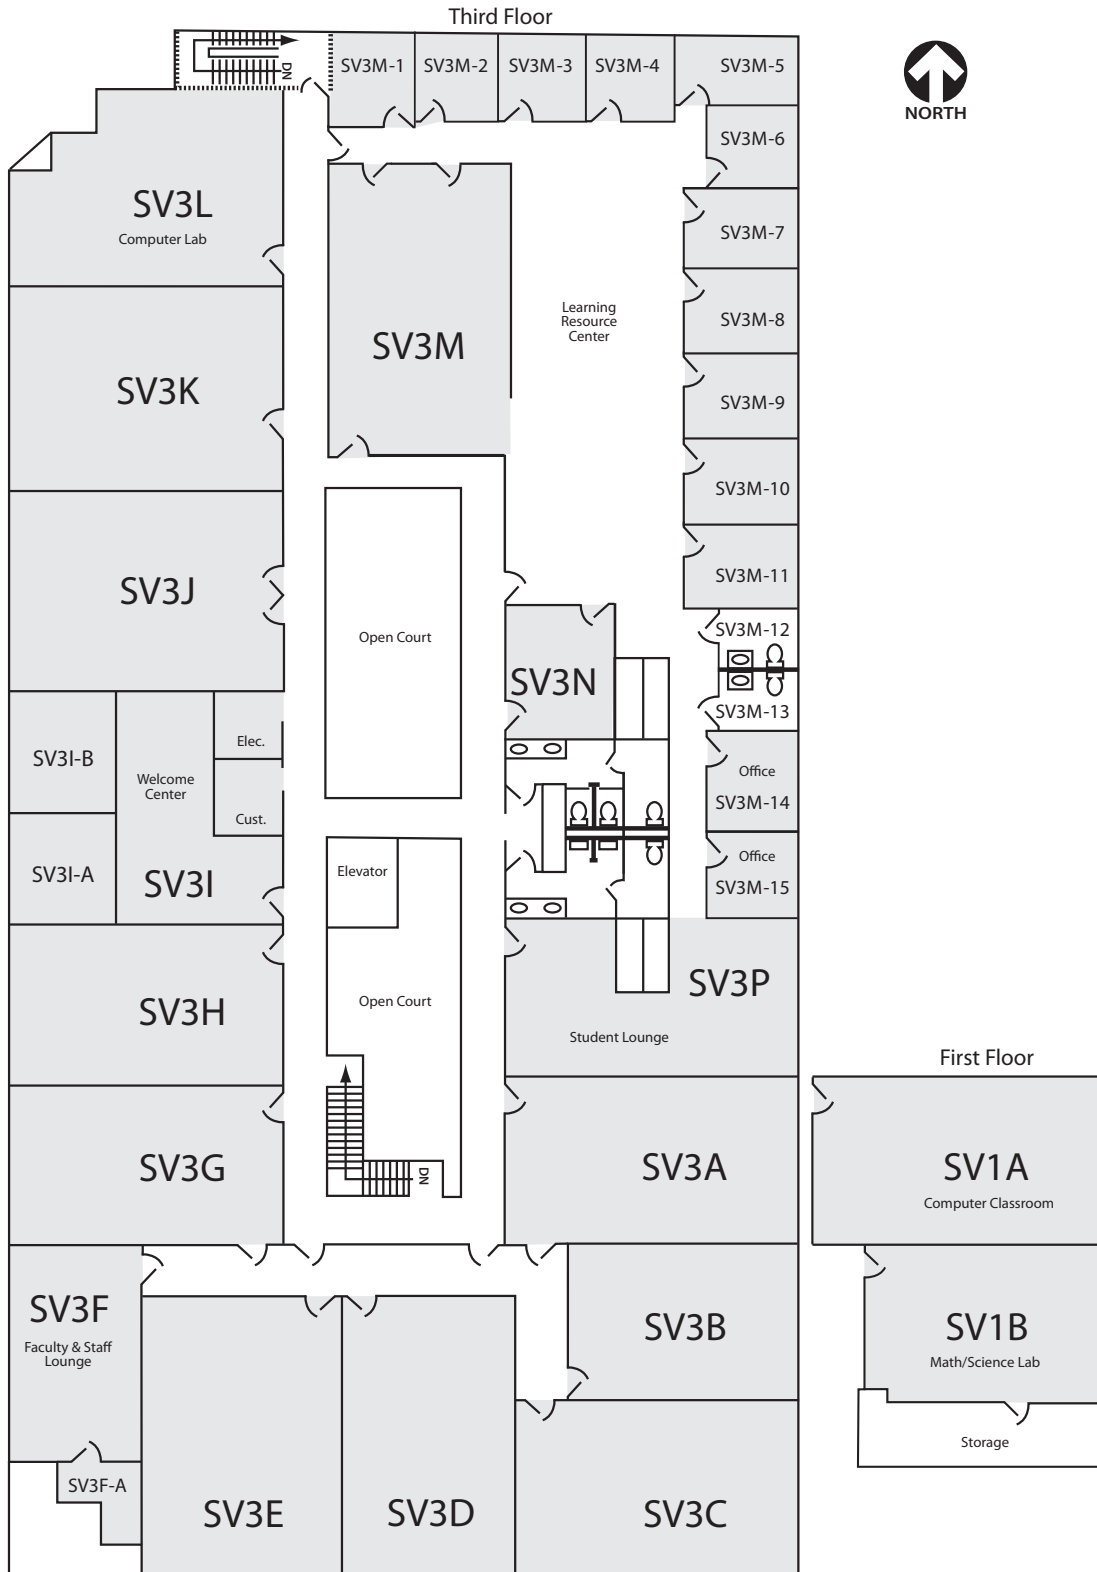 Third Floor
NORTH
DN
SV3M-1
SV3M-2
SV3M-3
SV3M-4
SV3M-5
SV3M-6
SV3L
Computer Lab
SV3M-7
SV3M
Learning
Resource
Center
SV3M-8
SV3K
SV3M-9
SV3M-10
SV3J
SV3M-11
Open Court
SV3M-12
SV3N
SV3M-13
SV3I-B
Elec.
Welcome
Center
Office
SV3M-14
Cust.
SV3I-A
SV3I
Elevator
Office
SV3M-15
SV3H
Open Court
SV3P
Student Lounge
First Floor
SV3G
DN
SV3A
SV1A
Computer Classroom
SV3F
Faculty & Staff
Lounge
SV3B
SV1B
Math/Science Lab
Storage
SV3F-A
SV3E
SV3D
SV3C